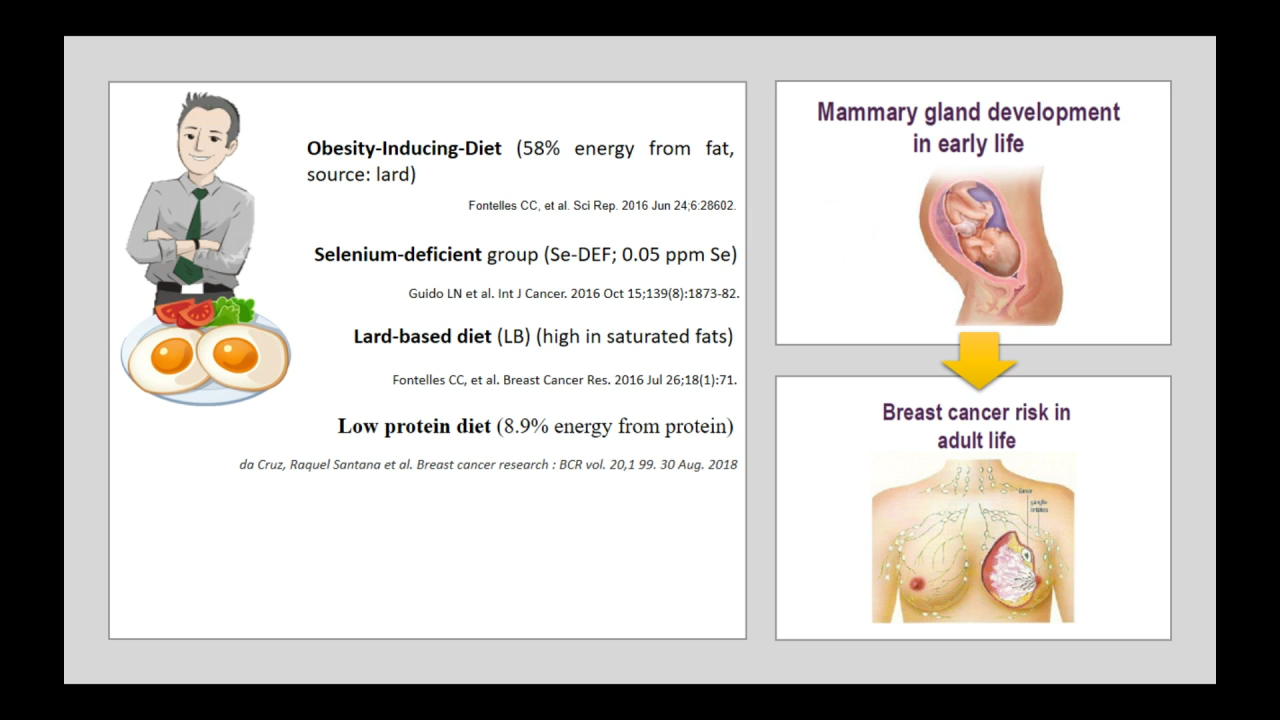 Obesity-Inducing-Diet (58% energy from fat,
source: lard)
Fontelles CC, et al. Sci Rep. 2016 Jun 24;6:28602.
Selenium-deficient group (Se-DEF; 0.05 ppm Se)
Guido LN et al. Int J Cancer. 2016 Oct 15;139(8):1873-82.
Lard-based diet (LB) (high in saturated fats)
Fontelles CC, et al. Breast Cancer Res. 2016 Jul 26;18(1):71.
Low protein diet (8.9% energy from protein)
da Cruz, Raquel Santana et al. Breast cancer research : BCR vol. 20,1 99. 30 Aug. 2018
Mammary gland development
in early life
Breast cancer risk in
adult life